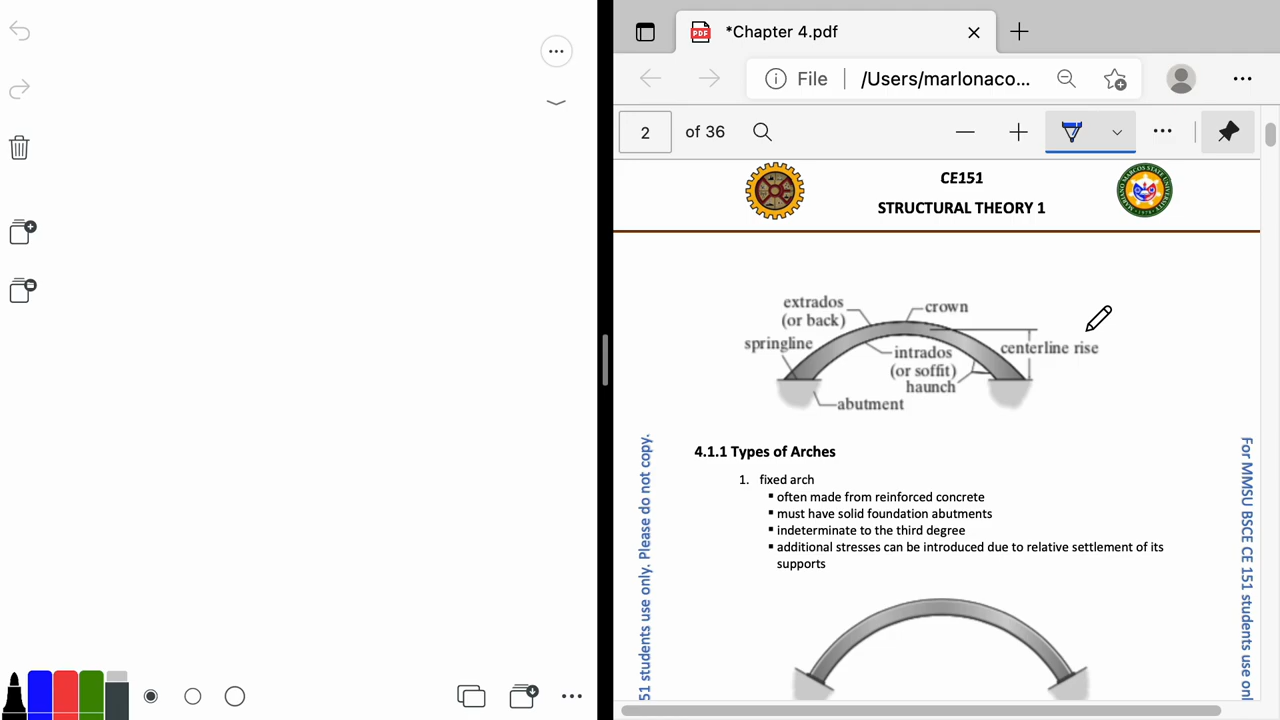 *Chapter 4.pdf
File
/Users/marlonaco...
2
of 36
CE151
STRUCTURAL THEORY 1
extrados
(or back)
crown
springline
intrados
(or soffit)
haunch
centerline rise
abutment
4.1.1 Types of Arches
1. fixed arch
▪ often made from reinforced concrete
▪ must have solid foundation abutments
▪ indeterminate to the third degree
▪ additional stresses can be introduced due to relative settlement of its
supports
51 students use only. Please do not copy.
For MMSU BSCE CE 151 students use onl